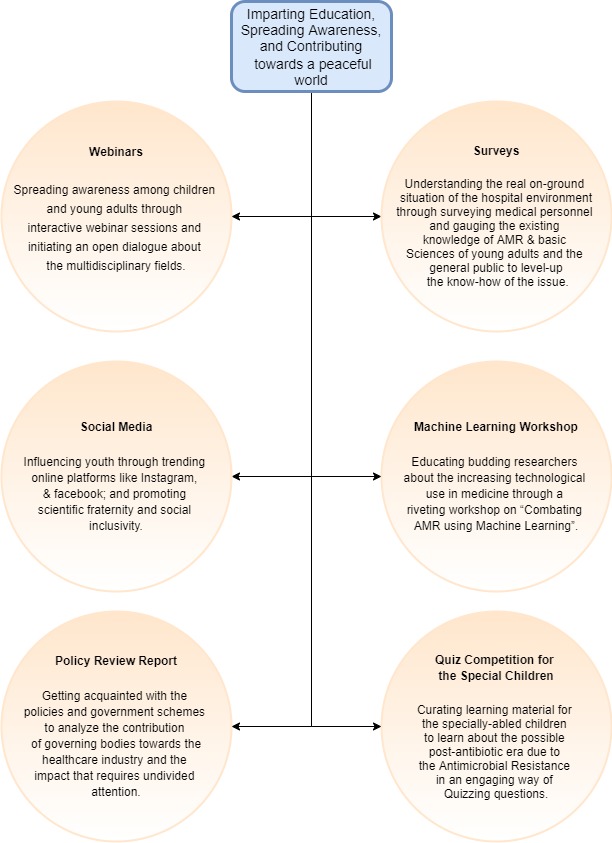 Imparting Education,
Spreading Awareness,
and Contributing
towards a peaceful
world
Webinars
Spreading awareness among children
and young adults through
interactive webinar sessions and
initiating an open dialogue about
the multidisciplinary fields.
Surveys
Understanding the real on-ground
situation of the hospital environment
through surveying medical personnel
and gauging the existing
knowledge of AMR & basic
Sciences of young adults and the
general public to level-up
the know-how of the issue.
Social Media
Influencing youth through trending
online platforms like Instagram,
& facebook; and promoting
scientific fraternity and social
inclusivity.
Machine Learning Workshop
Educating budding researchers
about the increasing technological
use in medicine through a
riveting workshop on “Combating
AMR using Machine Learning”.
Policy Review Report
Getting acquainted with the
policies and government schemes
to analyze the contribution
of governing bodies towards the
healthcare industry and the
impact that requires undivided
attention.
Quiz Competition for
the Special Children
Curating learning material for
the specially-abled children
to learn about the possible
post-antibiotic era due to
the Antimicrobial Resistance
in an engaging way of
Quizzing questions.